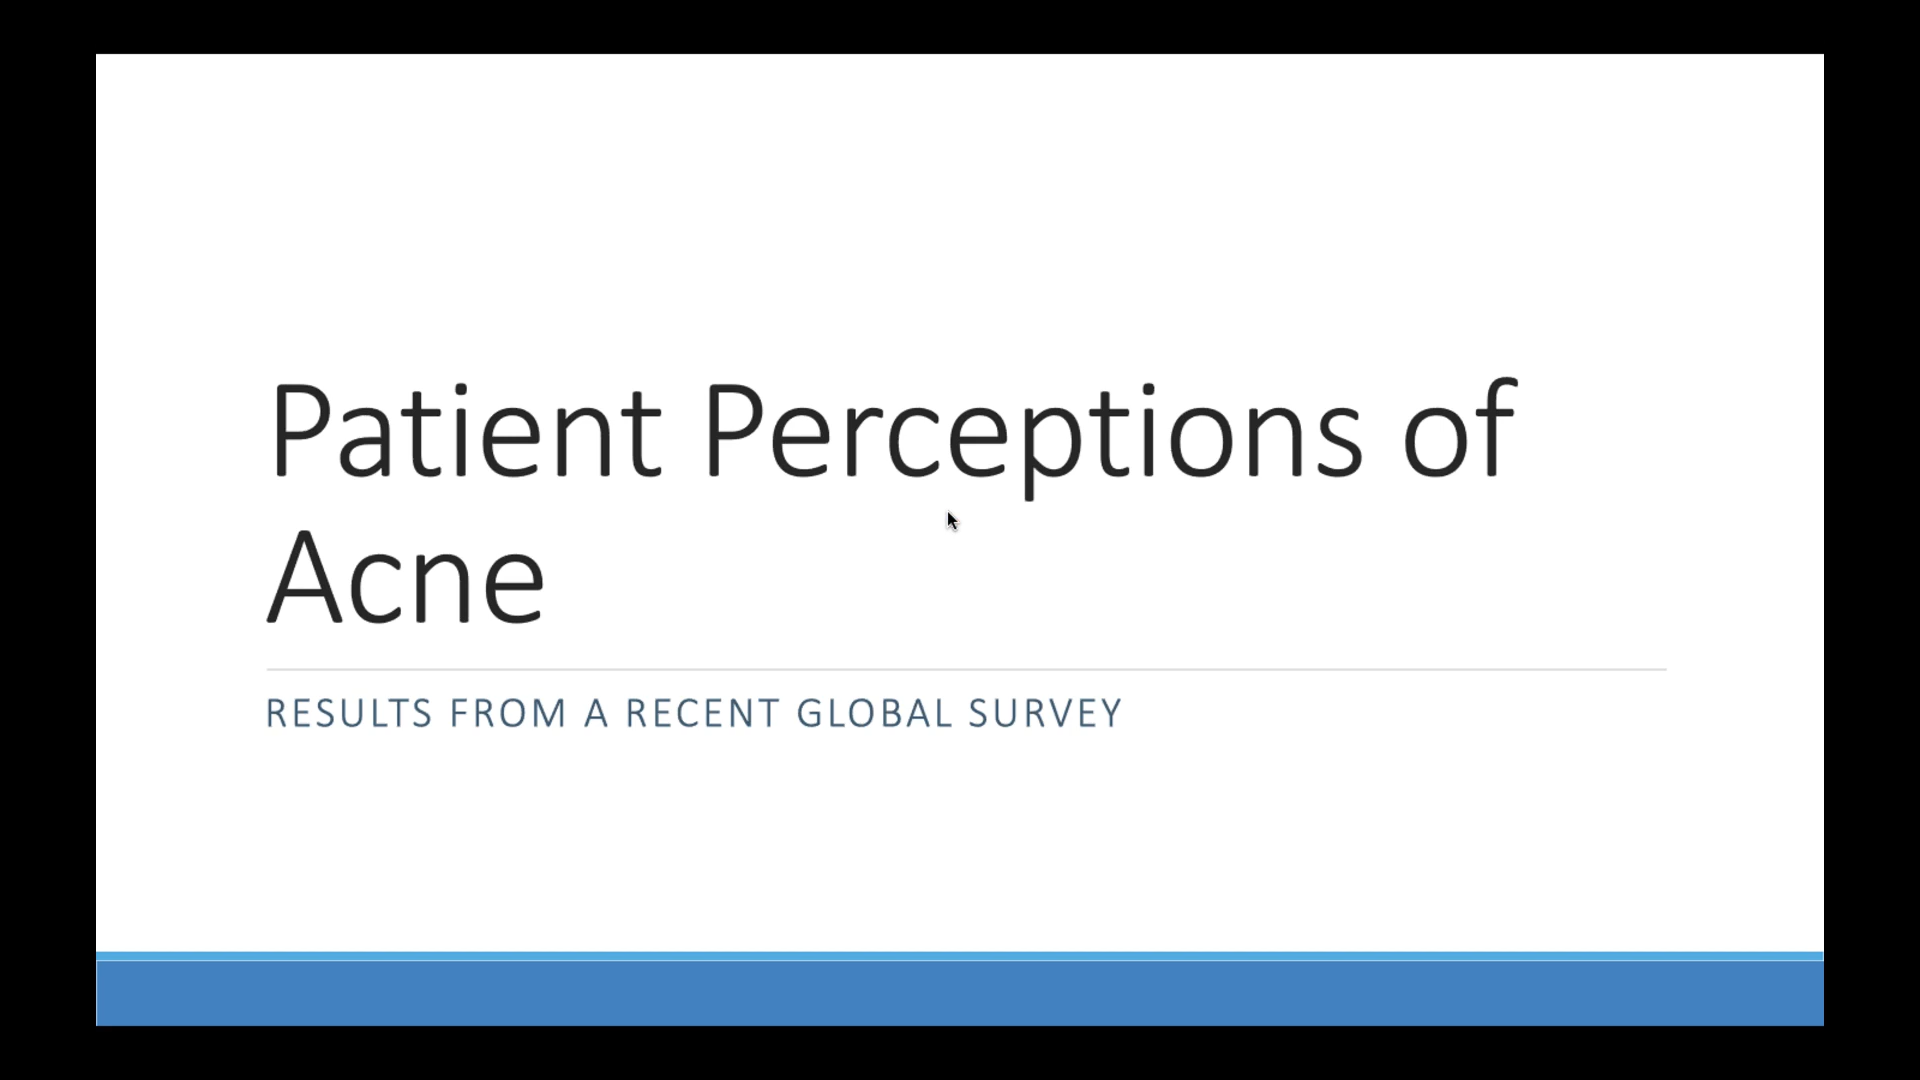 Patient Perceptions of
Acne
RESULTS FROM A RECENT GLOBAL SURVEY